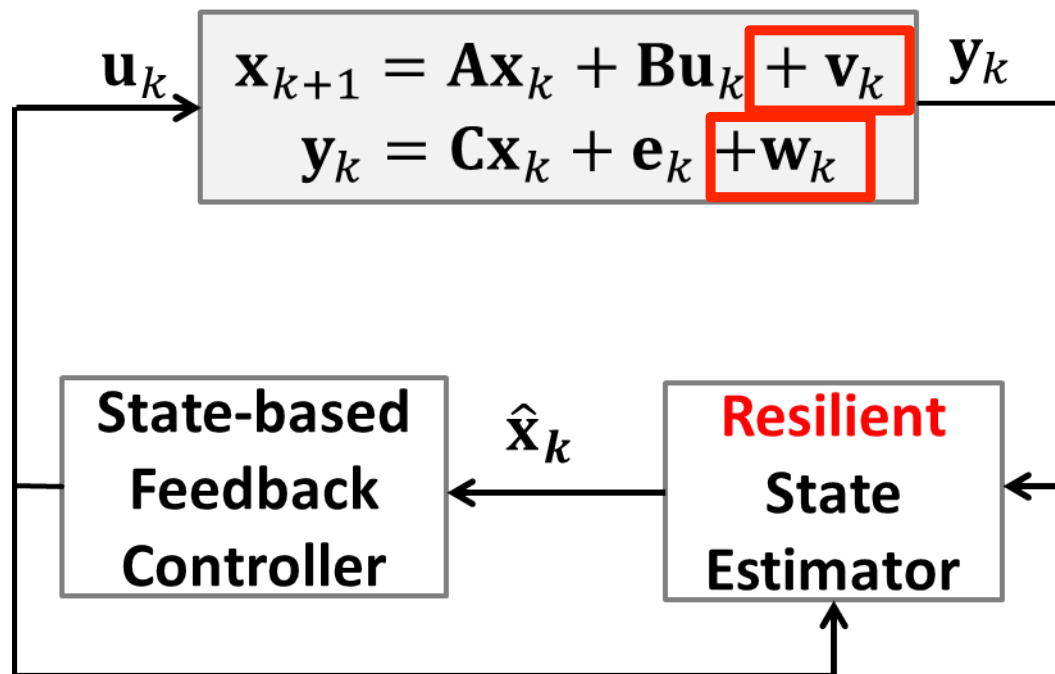 u_k
x_{k+1} = Ax_k + Bu_k + v_k
y_k
y_k = Cx_k + e_k +w_k
State-based
Feedback
Controller
x̂_k
Resilient
State
Estimator